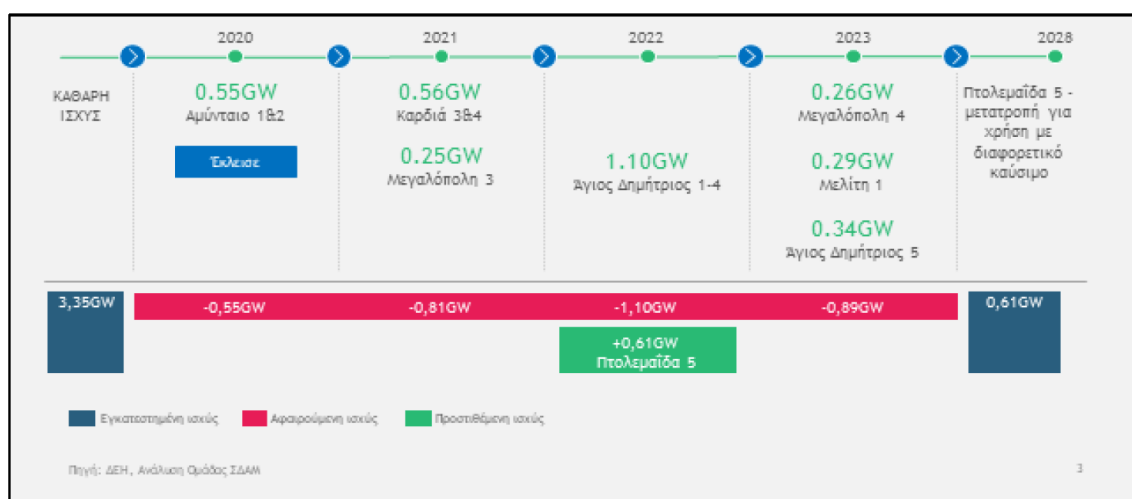 2020
2021
2022
2023
2028
ΚΑΘΑΡΗ
ΙΣΧΥΣ
0.55GW
Αμύνταιο 1&2
Έκλεισε
0.56GW
Καρδιά 3&4
0.25GW
Μεγαλόπολη 3
1.10GW
Άγιος Δημήτριος 1-4
0.26GW
Μεγαλόπολη 4
0.29GW
Μελίτη 1
0.34GW
Άγιος Δημήτριος 5
Πτολεμαΐδα 5 -
μετατροπή για
χρήση με
διαφορετικό
καύσιμο
3,35GW
-0,55GW
-0,81GW
-1,10GW
-0,89GW
0,61GW
+0,61GW
Πτολεμαΐδα 5
Εγκατεστημένη ισχύς
Αφαιρούμενη ισχύς
Προστιθέμενη ισχύς
Πηγή: ΔΕΗ, Ανάλυση Ομάδας ΣΔΑΜ
3